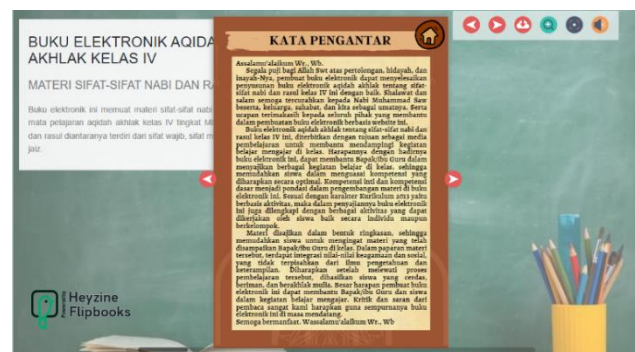 BUKU ELEKTRONIK AQIDA
AKHLAK KELAS IV
MATERI SIFAT-SIFAT NABI DAN RA
Buku elektronik ini memuat materi sifat-sifat nabi
mata pelajaran aqidah akhlak kelas IV tingkat MI
dan rasul diantaranya terdiri dari sifat wajib, sifat m
jaiz.
KATA PENGANTAR
Assalamu'alaikum Wr., Wb.
Segala puji bagi Allah Swt atas pertolongan, hidayah, dan
inayah-Nya, pembuat buku elektronik dapat menyelesaikan
penyusunan buku elektronik aqidah akhlak tentang sifat-
sifat nabi dan rasul kelas IV ini dengan baik. Shalawat dan
salam semoga tercurahkan kepada Nabi Muhammad Saw
beserta, keluarga, sahabat, dan kita sebagai umatnya. Serta
ucapan terimakasih kepada seluruh pihak yang membantu
dalam pembuatan buku elektronik berbasis website ini.
Buku elektronik aqidah akhlak tentang sifat-sifat nabi dan
rasul kelas IV ini, diterbitkan dengan tujuan sebagai media
pembelajaran untuk membantu mendampingi kegiatan
belajar mengajar di kelas. Harapannya dengan hadirnya
buku elektronik ini, dapat membantu Bapak/Ibu Guru dalam
menyajikan berbagai kegiatan belajar di kelas, sehingga
memudahkan siswa dalam menguasai kompetensi yang
diharapkan secara optimal. Kompetensi inti dan kompetensi
dasar menjadi pondasi dalam pengembangan materi di buku
elektronik ini. Sesuai dengan karakter Kurikulum 2013 yaitu
berbasis aktivitas, maka dalam penyajiannya buku elektronik
ini juga dilengkapi dengan berbagai aktivitas yang dapat
dikerjakan oleh siswa baik secara individu maupun
berkelompok.
Materi disajikan dalam bentuk ringkasan, sehingga
memudahkan siswa untuk mengingat materi yang telah
disampaikan Bapak/Ibu Guru di kelas. Dalam paparan materi
tersebut, terdapat integrasi nilai-nilai keagamaan dan sosial,
yang tidak terpisahkan dari ilmu pengetahuan dan
keterampilan. Diharapkan setelah melewati proses
pembelajaran tersebut, dihasilkan siswa yang cerdas,
beriman, dan berakhlak mulia. Besar harapan pembuat buku
elektronik ini dapat membantu Bapak/Ibu Guru dan siswa
dalam kegiatan belajar mengajar. Kritik dan saran dari
pembaca sangat kami harapkan guna sempurnanya buku
elektronik ini di masa mendatang.
Semoga bermanfaat. Wassalamu'alaikum Wr., Wb
Powered by
Heyzine
Flipbooks